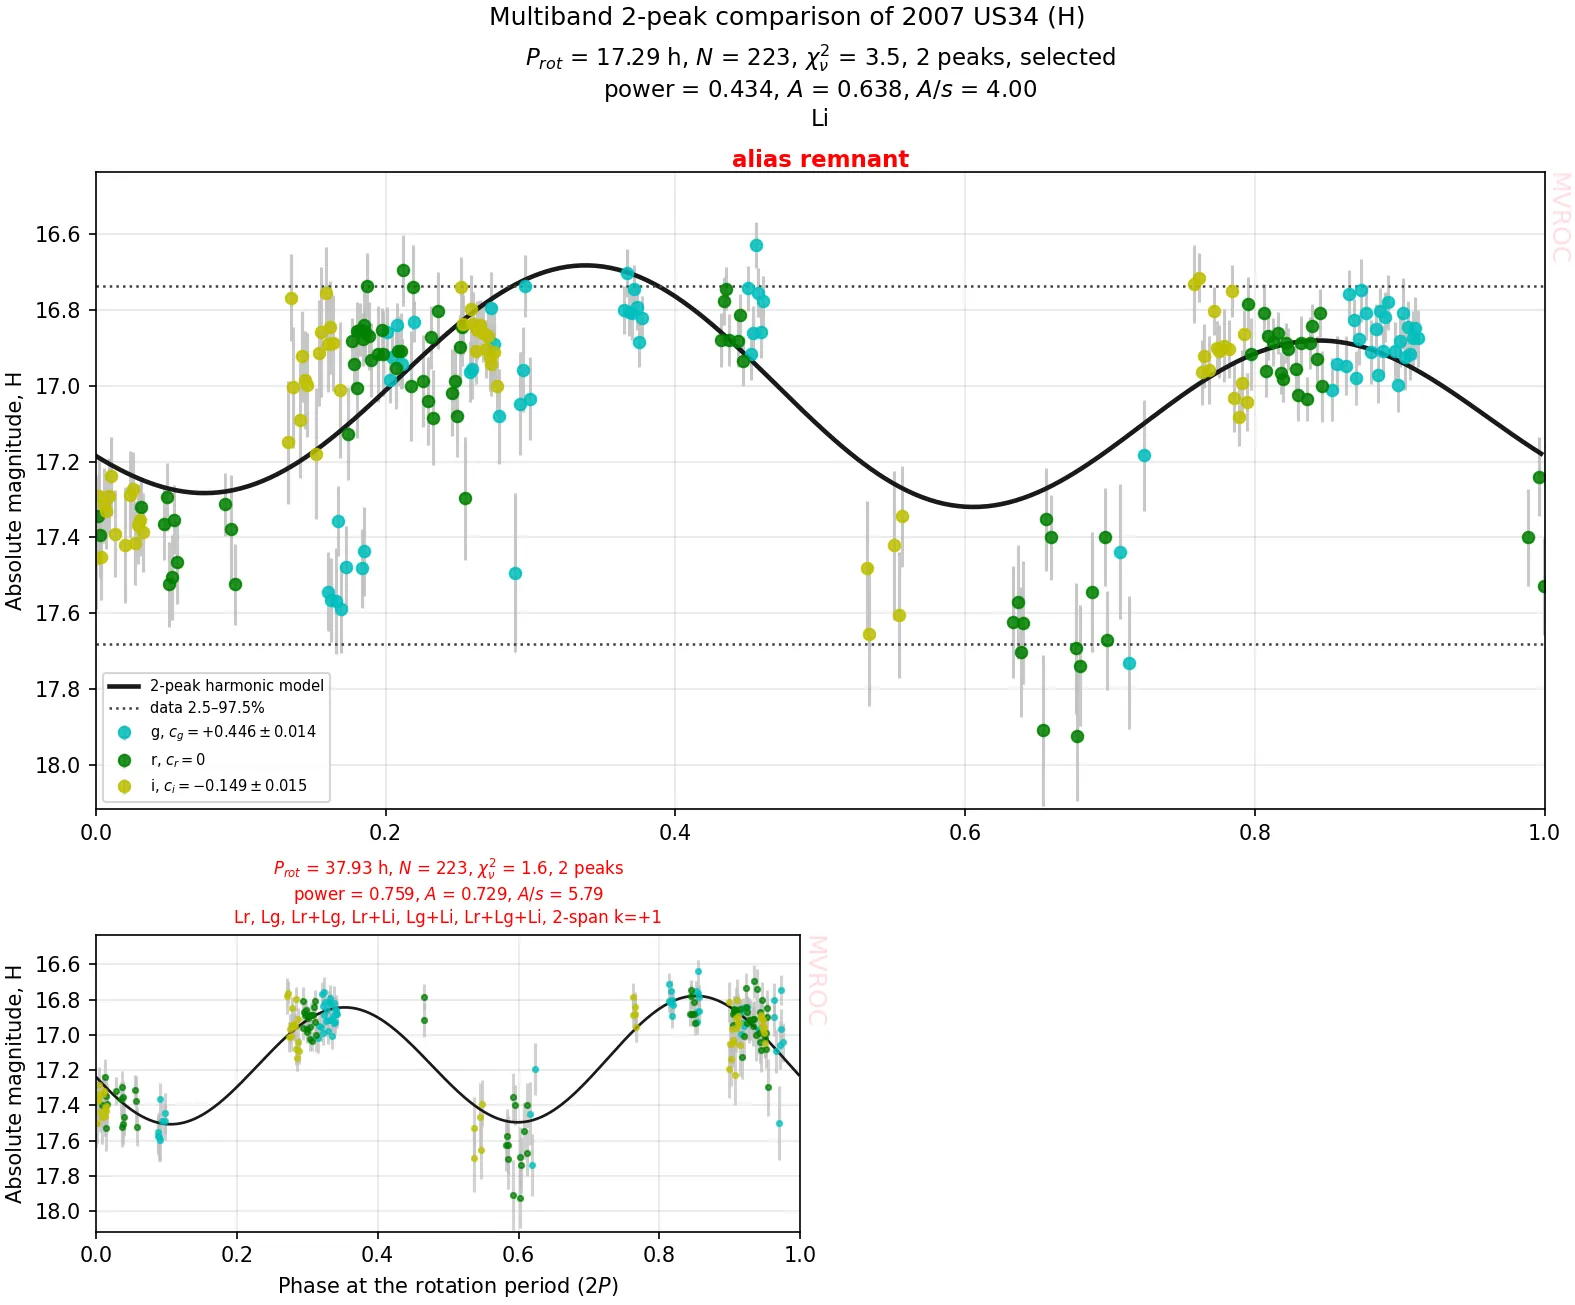 Multiband 2-peak comparison of 2007 US34 (H)
P_rot = 17.29 h, N = 223, χ²_ν = 3.5, 2 peaks, selected
power = 0.434, A = 0.638, A/s = 4.00
Li
alias remnant
MVROC
Absolute magnitude, H
16.6
16.8
17.0
17.2
17.4
17.6
17.8
18.0
2-peak harmonic model
data 2.5–97.5%
g, c_g = +0.446 ± 0.014
r, c_r = 0
i, c_i = −0.149 ± 0.015
0.0 0.2 0.4 0.6 0.8 1.0
P_rot = 37.93 h, N = 223, χ²_ν = 1.6, 2 peaks
power = 0.759, A = 0.729, A/s = 5.79
Lr, Lg, Lr+Lg, Lr+Li, Lg+Li, Lr+Lg+Li, 2-span k=+1
MVROC
Absolute magnitude, H
16.6
16.8
17.0
17.2
17.4
17.6
17.8
18.0
0.0 0.2 0.4 0.6 0.8 1.0
Phase at the rotation period (2P)